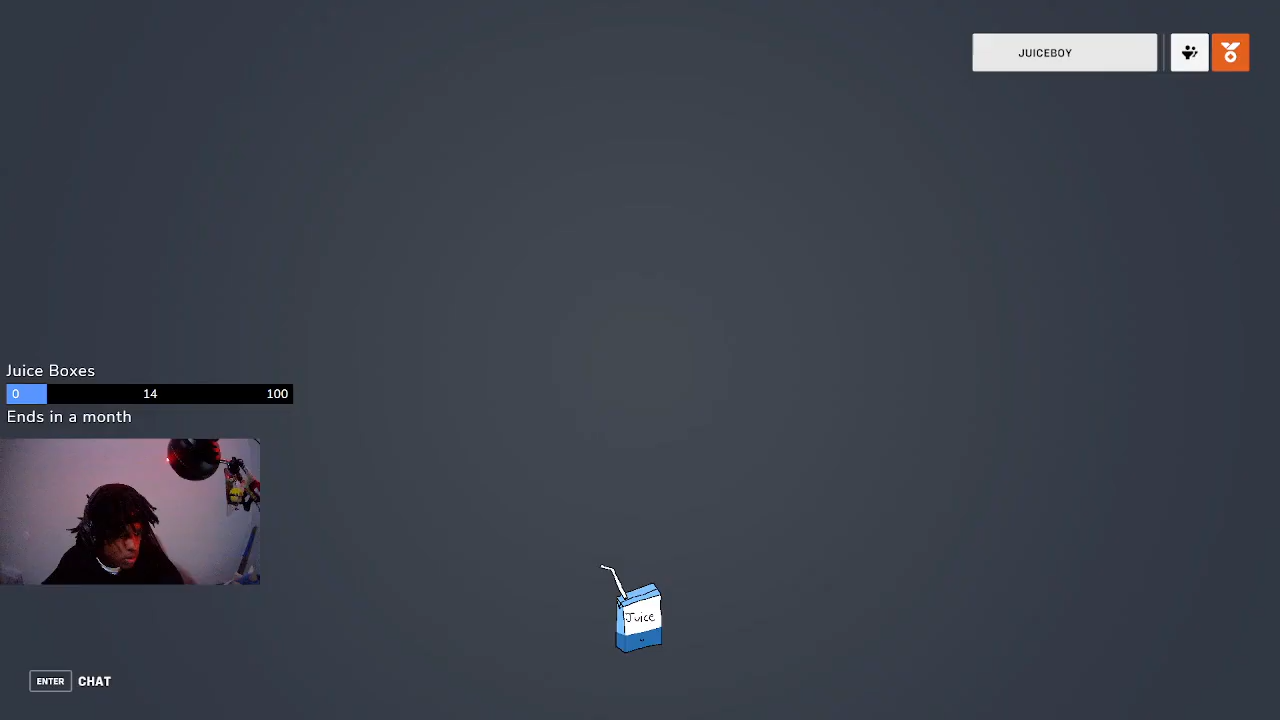 JUICEBOY
Juice Boxes
0 14 100
Ends in a month
Juice
ENTER CHAT